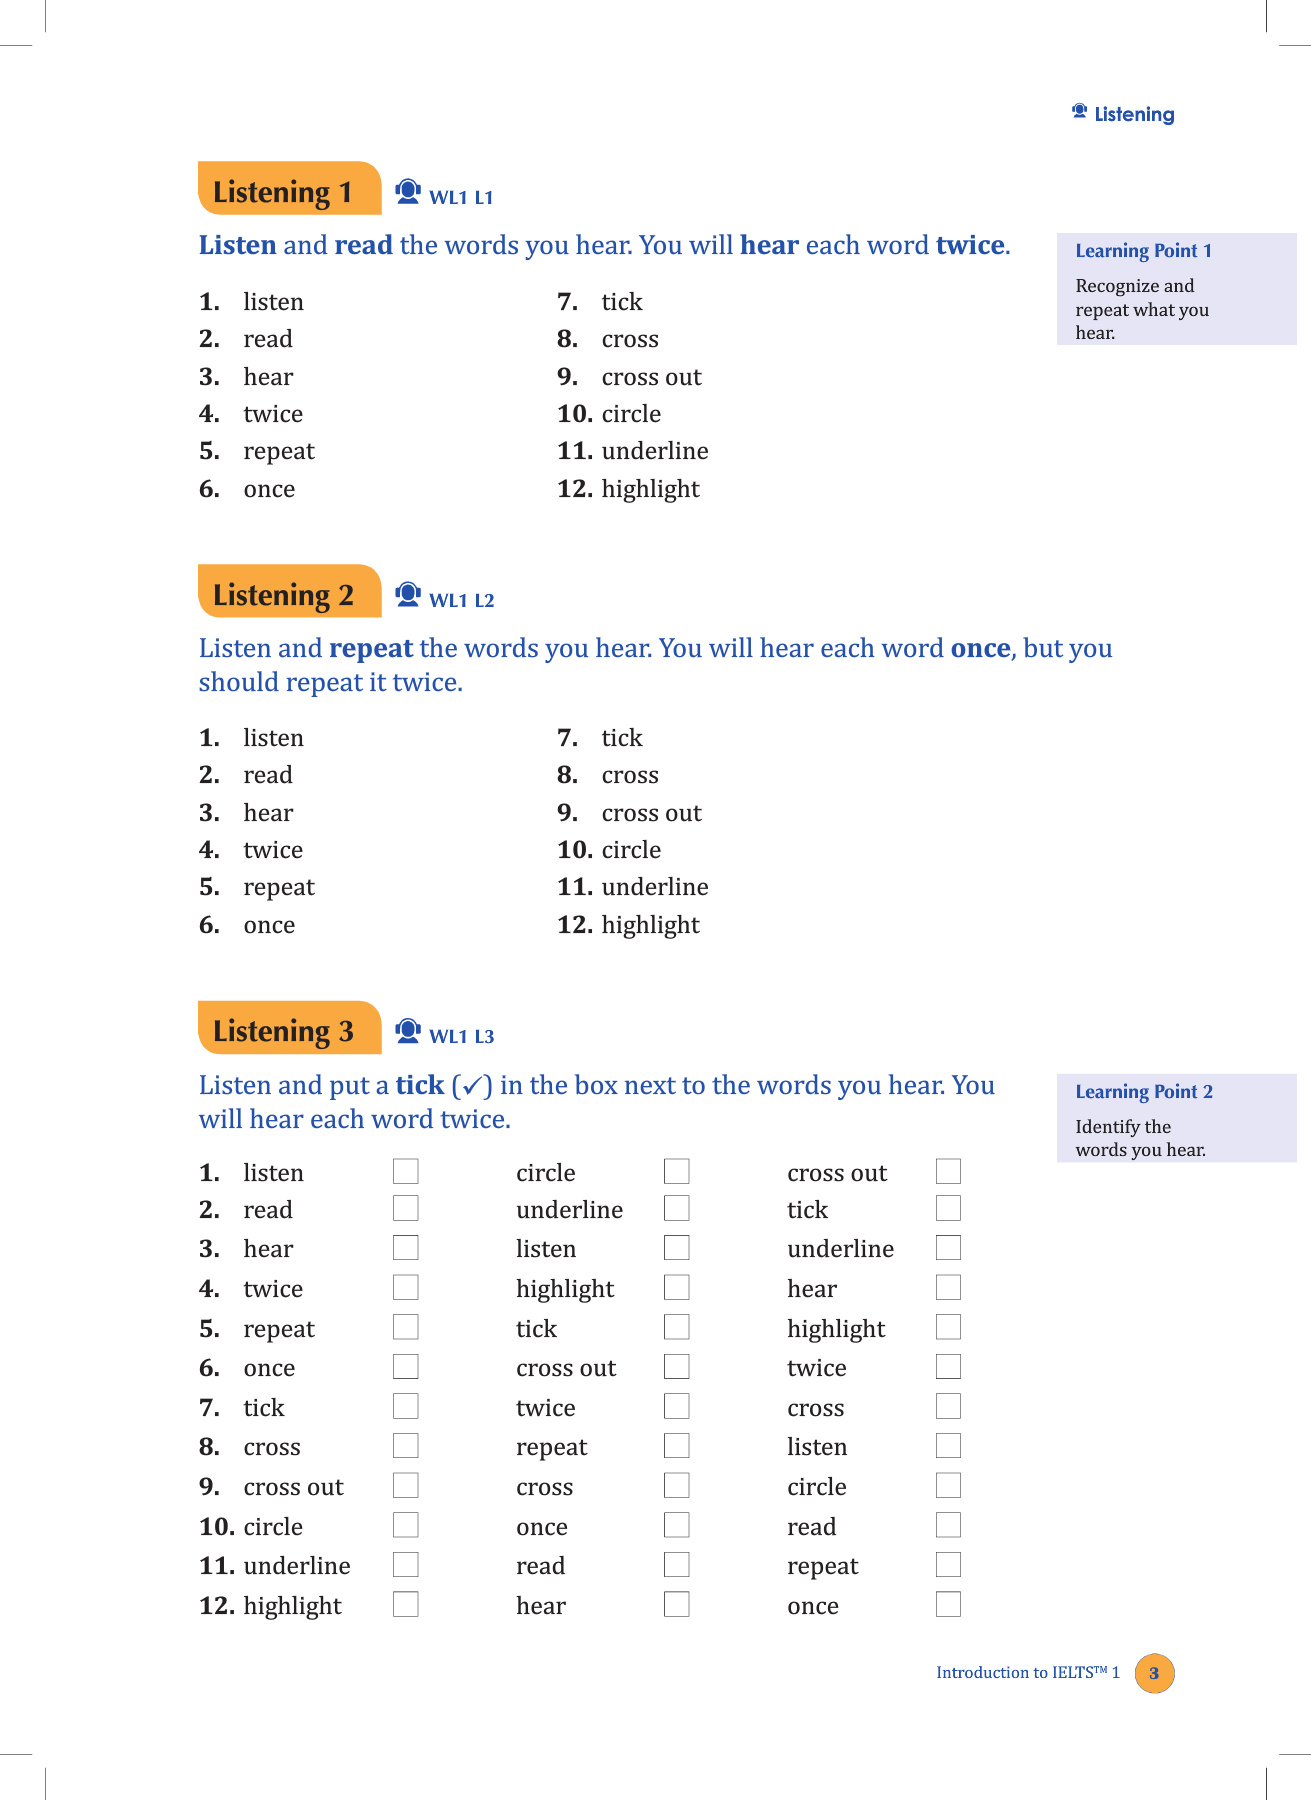 Listening
Listening 1
WL1 L1
Listen and read the words you hear. You will hear each word twice.
Learning Point 1
Recognize and
repeat what you
hear.
1. listen
2. read
3. hear
4. twice
5. repeat
6. once
7. tick
8. cross
9. cross out
10. circle
11. underline
12. highlight
Listening 2
WL1 L2
Listen and repeat the words you hear. You will hear each word once, but you
should repeat it twice.
1. listen
2. read
3. hear
4. twice
5. repeat
6. once
7. tick
8. cross
9. cross out
10. circle
11. underline
12. highlight
Listening 3
WL1 L3
Listen and put a tick (✓) in the box next to the words you hear. You
will hear each word twice.
Learning Point 2
Identify the
words you hear.
1. listen circle cross out
2. read underline tick
3. hear listen underline
4. twice highlight hear
5. repeat tick highlight
6. once cross out twice
7. tick twice cross
8. cross repeat listen
9. cross out cross circle
10. circle once read
11. underline read repeat
12. highlight hear once
Introduction to IELTS™ 1 3